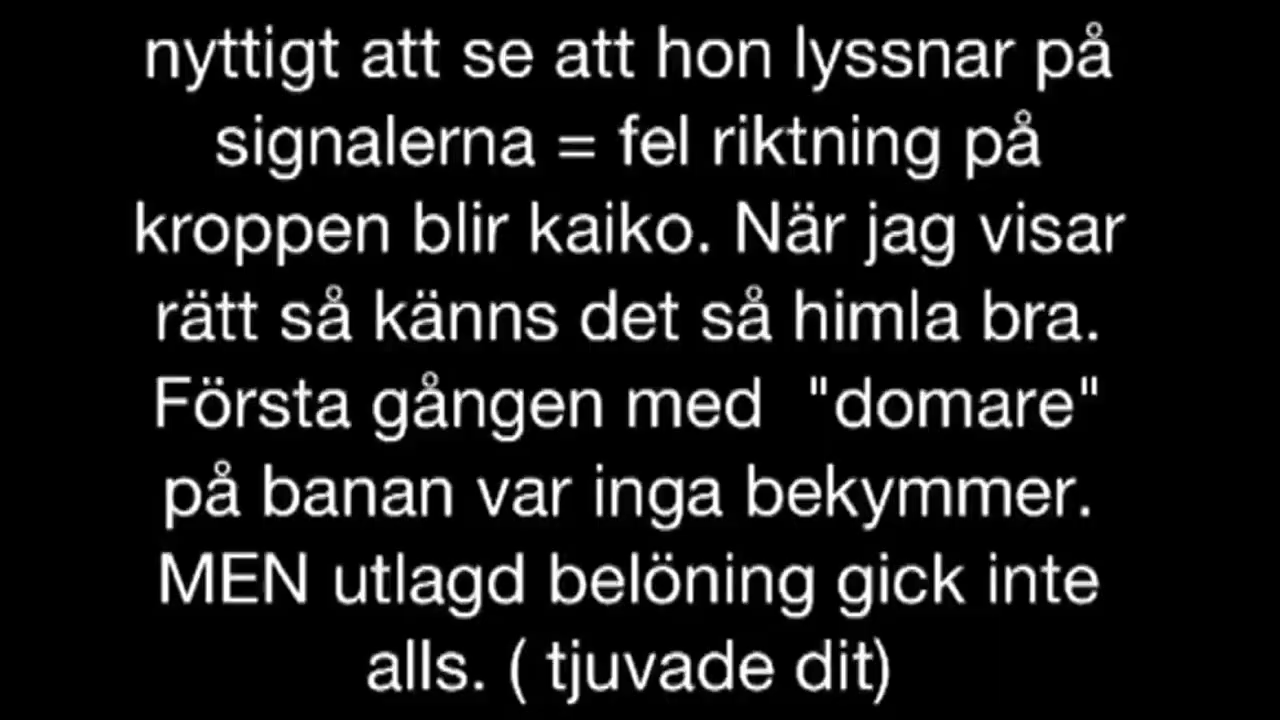 nyttigt att se att hon lyssnar på
signalerna = fel riktning på
kroppen blir kaiko. När jag visar
rätt så känns det så himla bra.
Första gången med  "domare"
på banan var inga bekymmer.
MEN utlagd belöning gick inte
alls. ( tjuvade dit)